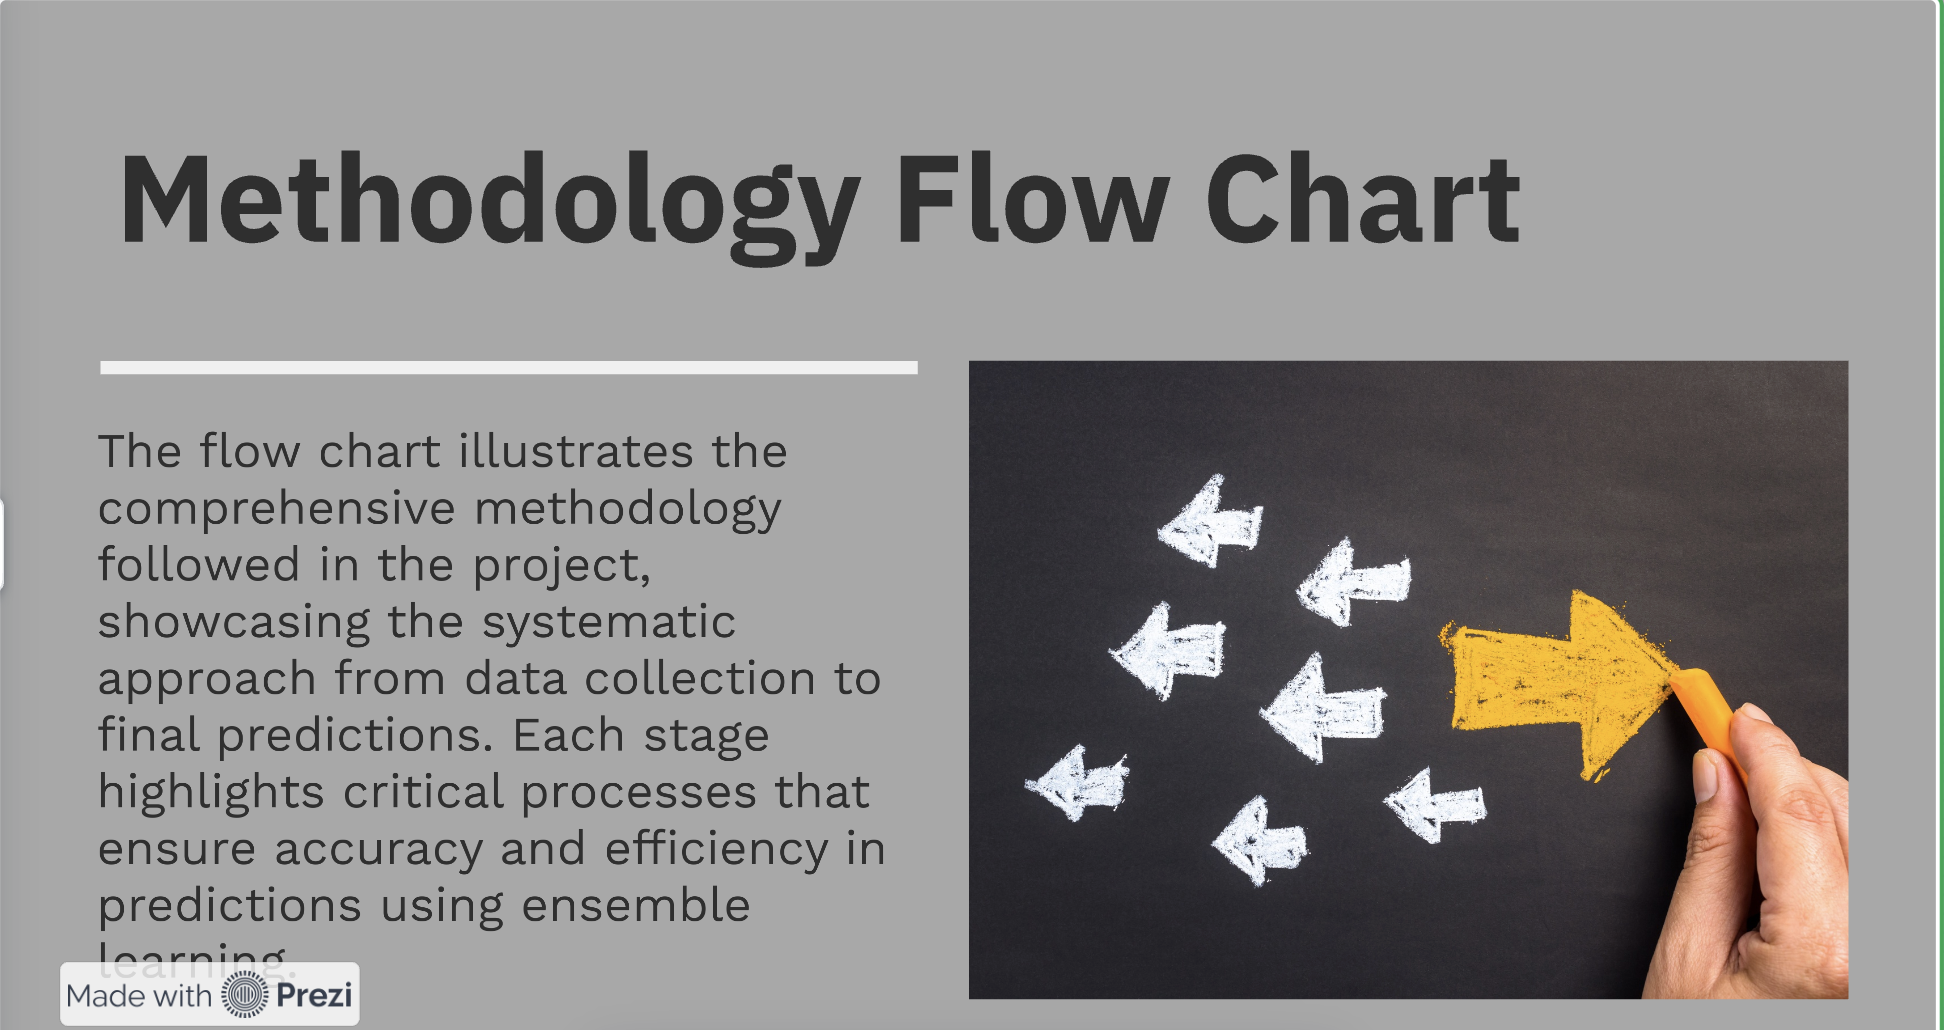 Methodology Flow Chart
The flow chart illustrates the
comprehensive methodology
followed in the project,
showcasing the systematic
approach from data collection to
final predictions. Each stage
highlights critical processes that
ensure accuracy and efficiency in
predictions using ensemble
learning.
Made with Prezi